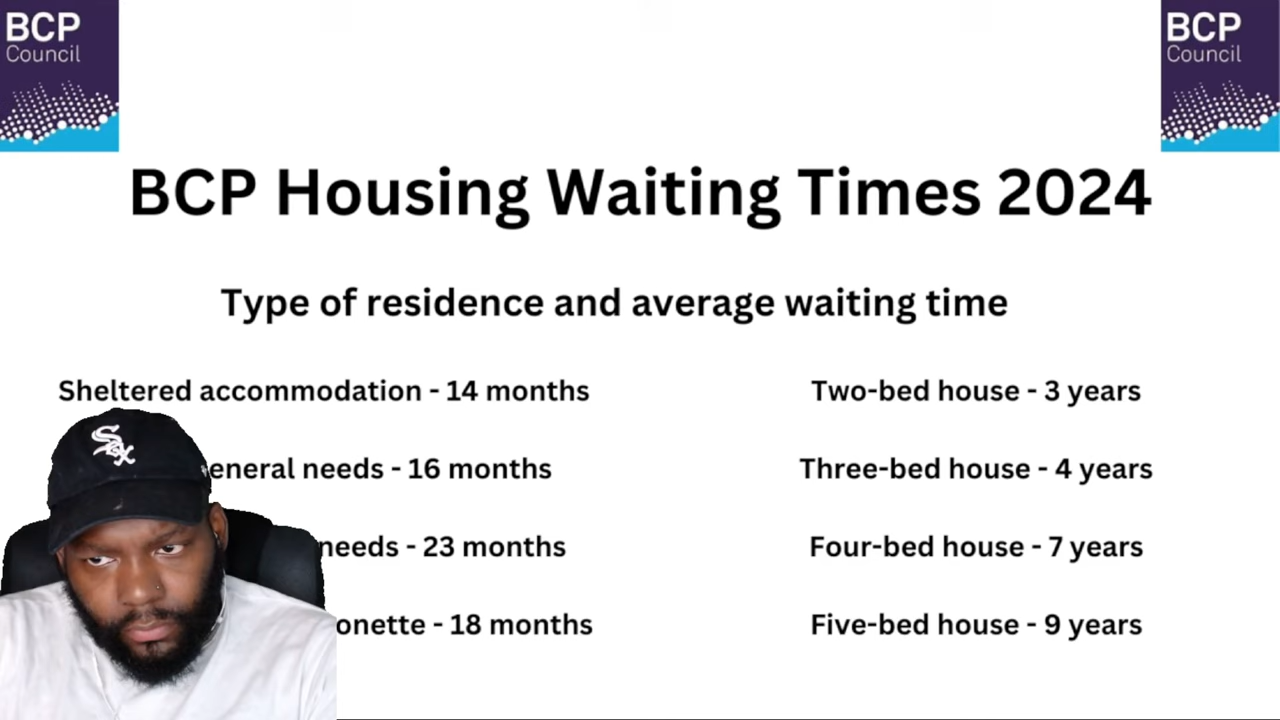 BCP
Council
BCP
Council
BCP Housing Waiting Times 2024
Type of residence and average waiting time
Sheltered accommodation - 14 months
needs - 16 months
needs - 23 months
- 18 months
Two-bed house - 3 years
Three-bed house - 4 years
Four-bed house - 7 years
Five-bed house - 9 years
Sox